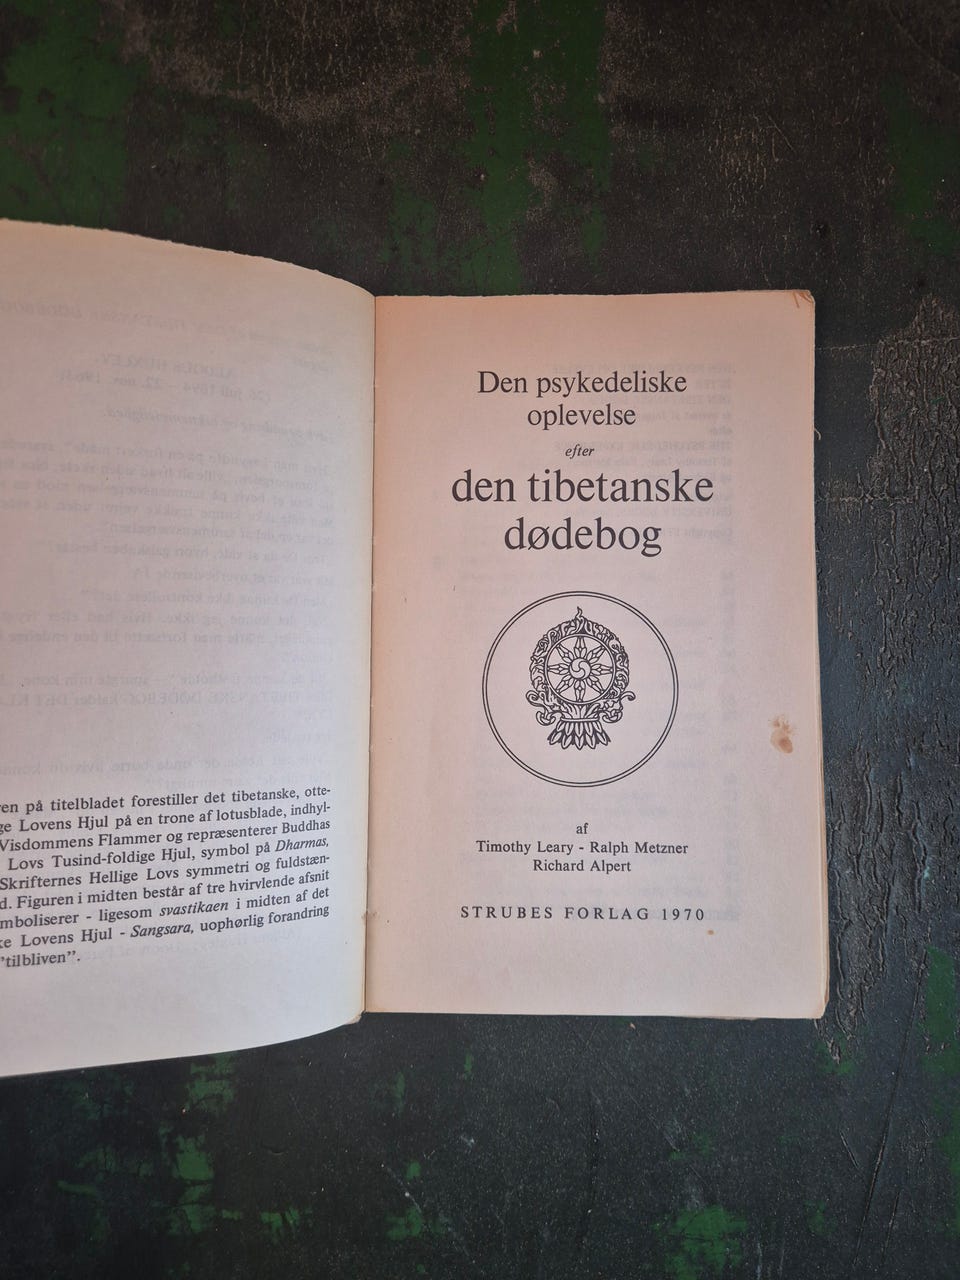 ren på titelbladet forestiller det tibetanske, otte-
ge Lovens Hjul på en trone af lotusblade, indhyl-
Visdommens Flammer og repræsenterer Buddhas
Lovs Tusind-foldige Hjul, symbol på Dharmas,
Skrifternes Hellige Lovs symmetri og fuldstæn-
d. Figuren i midten består af tre hvirvlende afsnit
mboliserer - ligesom svastikaen i midten af det
ke Lovens Hjul - Sangsara, uophørlig forandring
"tilbliven".
Den psykedeliske
oplevelse
efter
den tibetanske
dødebog
af
Timothy Leary - Ralph Metzner
Richard Alpert
STRUBES FORLAG 1970